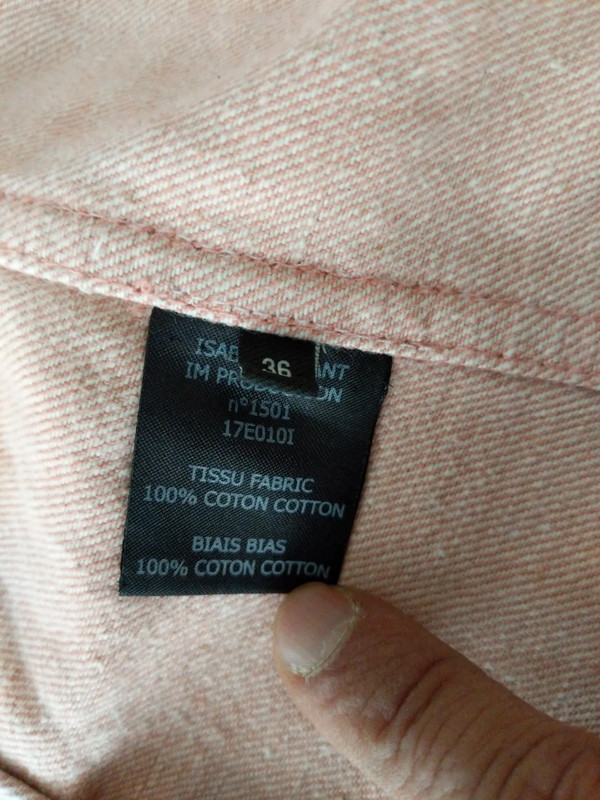 36
IM
n°1501
17E010I
TISSU FABRIC
100% COTON COTTON
BIAIS BIAS
100% COTON COTTON